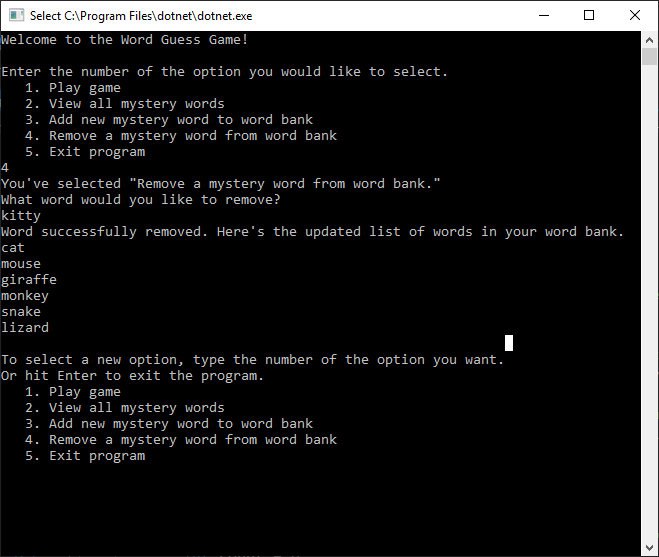 Select C:\Program Files\dotnet\dotnet.exe
Welcome to the Word Guess Game!
Enter the number of the option you would like to select.
1. Play game
2. View all mystery words
3. Add new mystery word to word bank
4. Remove a mystery word from word bank
5. Exit program
4
You've selected "Remove a mystery word from word bank."
What word would you like to remove?
kitty
Word successfully removed. Here's the updated list of words in your word bank.
cat
mouse
giraffe
monkey
snake
lizard
To select a new option, type the number of the option you want.
Or hit Enter to exit the program.
1. Play game
2. View all mystery words
3. Add new mystery word to word bank
4. Remove a mystery word from word bank
5. Exit program